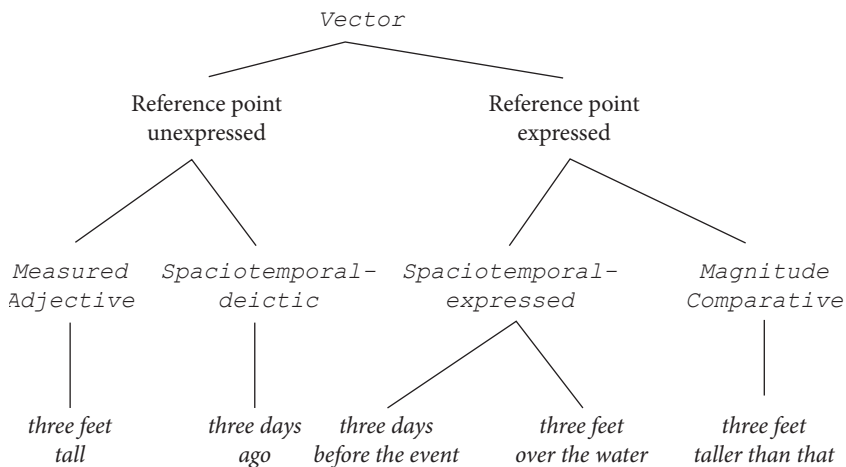 Vector
Reference point
unexpressed
Reference point
expressed
Measured
Adjective
Spaciotemporal-
deictic
Spaciotemporal-
expressed
Magnitude
Comparative
three feet
tall
three days
ago
three days
before the event
three feet
over the water
three feet
taller than that